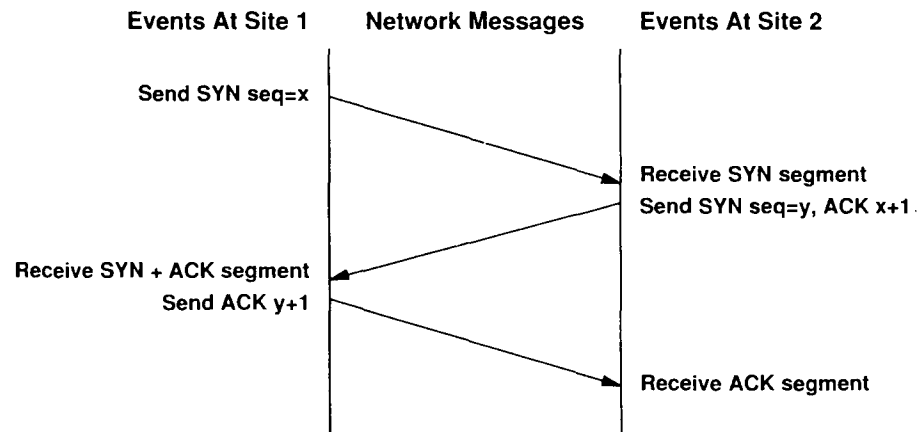 Events At Site 1 Network Messages Events At Site 2
Send SYN seq=x
Receive SYN segment
Send SYN seq=y, ACK x+1
Receive SYN + ACK segment
Send ACK y+1
Receive ACK segment